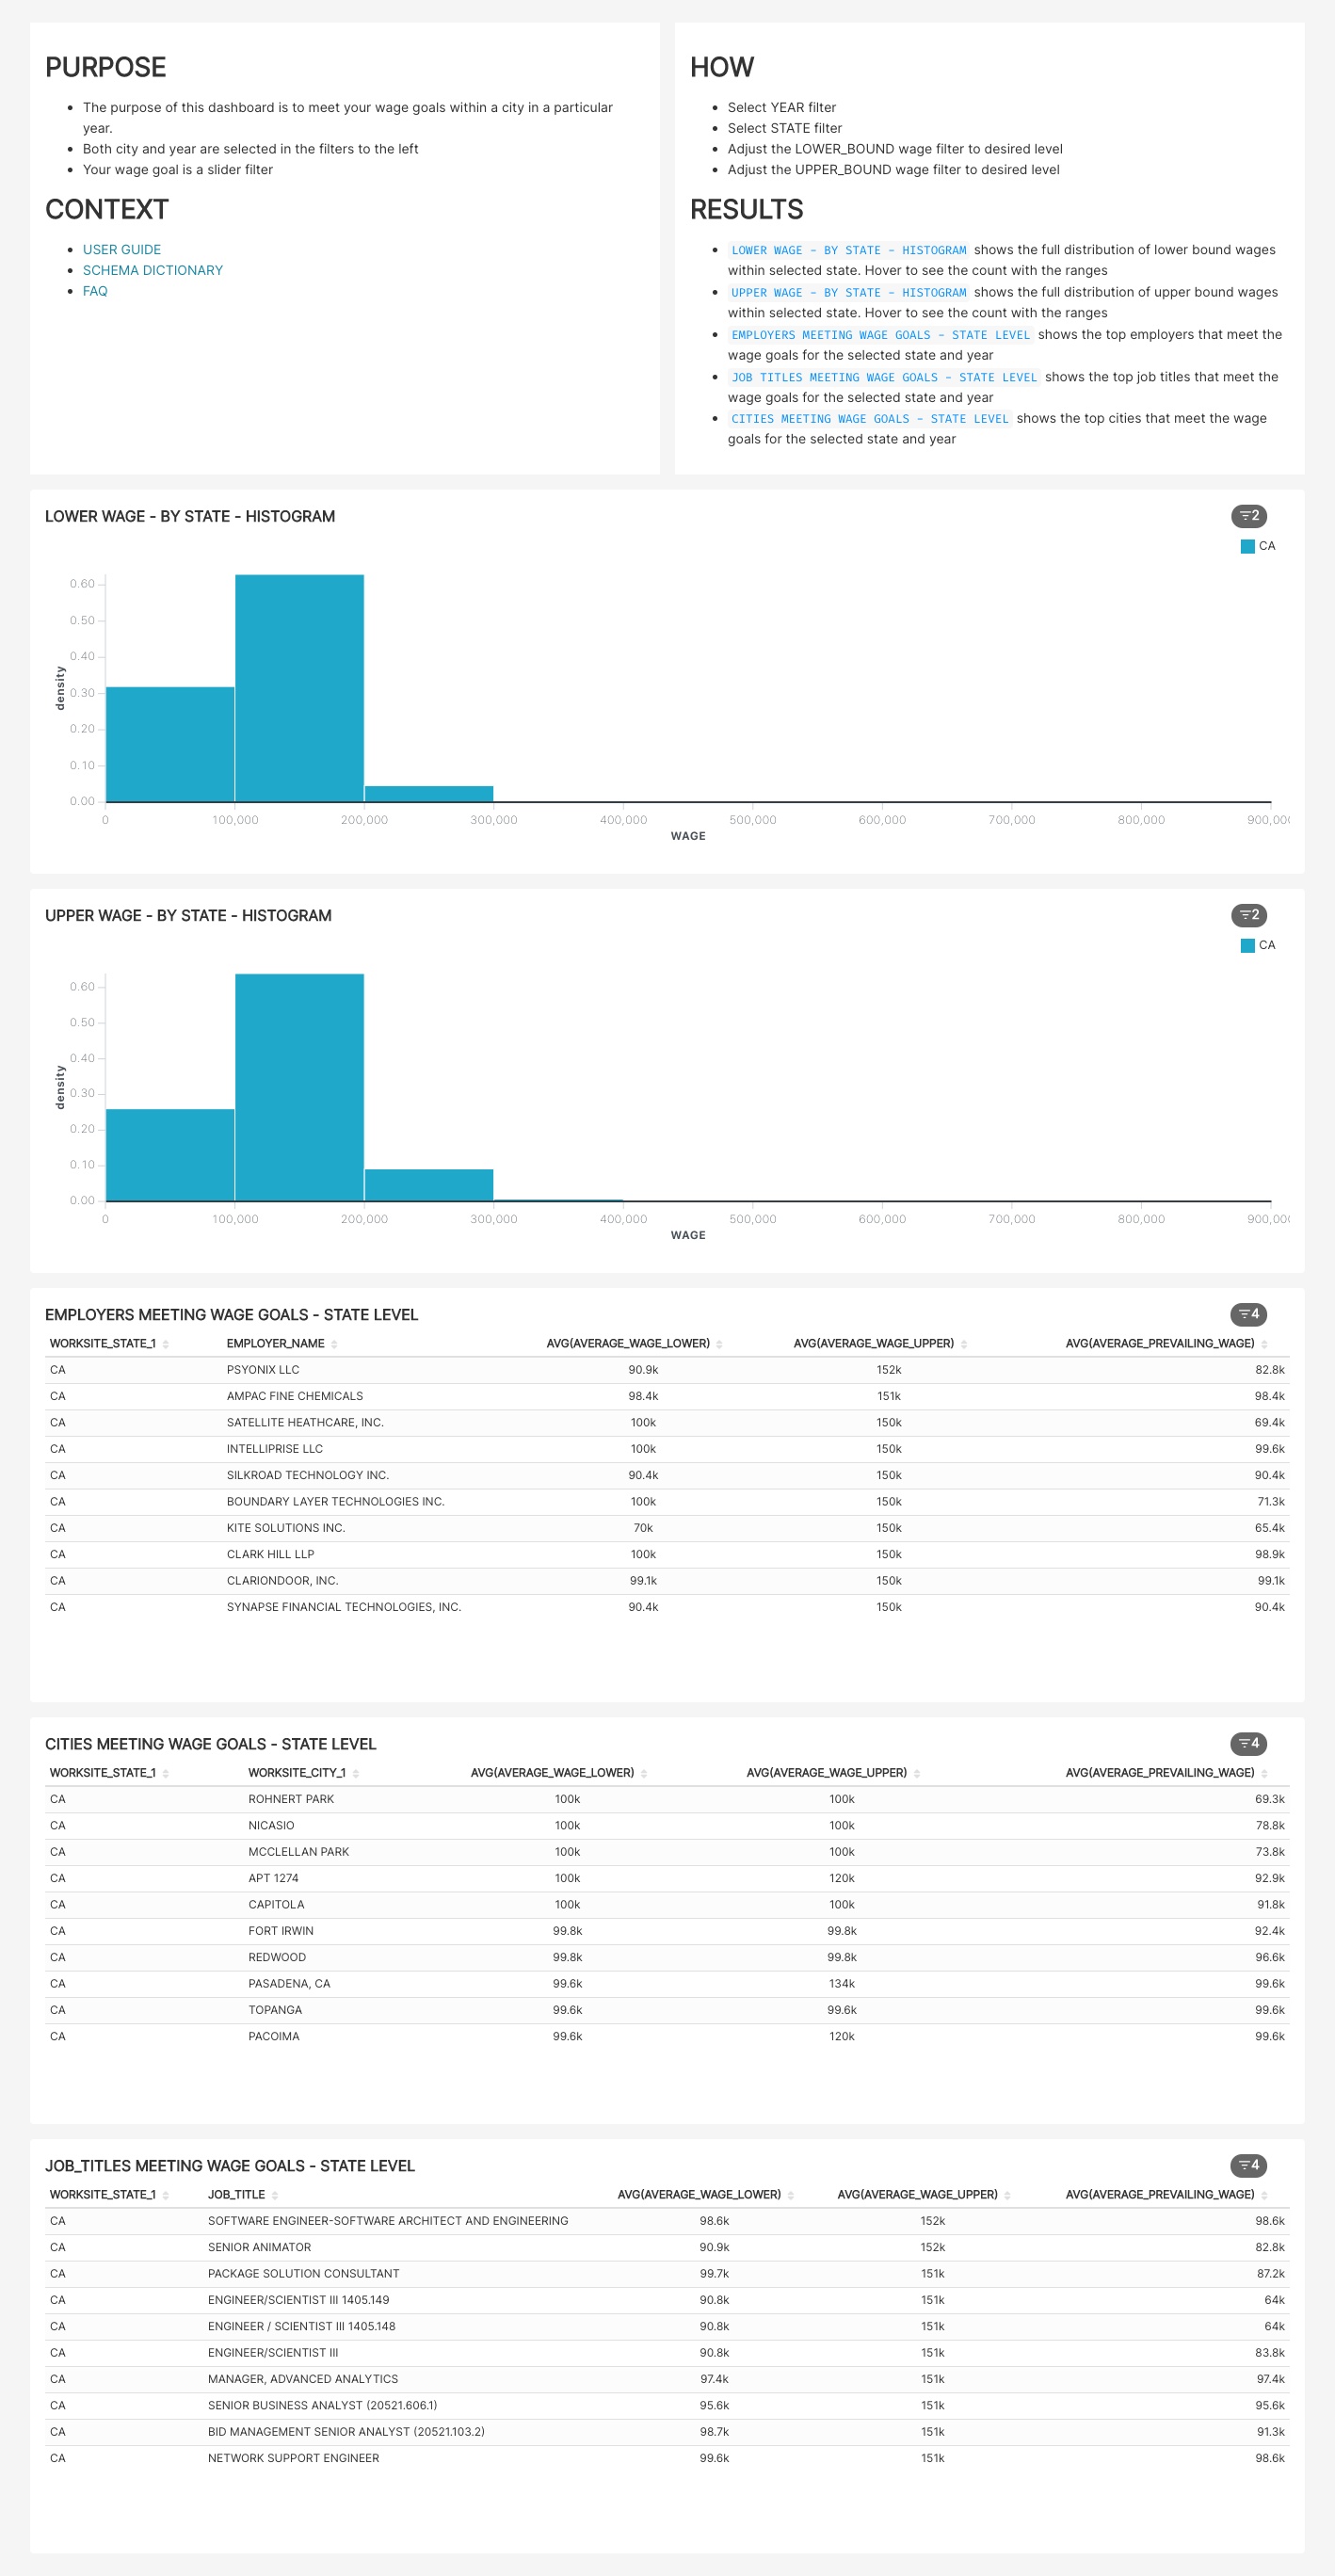 PURPOSE
The purpose of this dashboard is to meet your wage goals within a city in a particular
year.
Both city and year are selected in the filters to the left
Your wage goal is a slider filter
CONTEXT
USER GUIDE
SCHEMA DICTIONARY
FAQ
HOW
Select YEAR filter
Select STATE filter
Adjust the LOWER_BOUND wage filter to desired level
Adjust the UPPER_BOUND wage filter to desired level
RESULTS
LOWER WAGE - BY STATE - HISTOGRAM shows the full distribution of lower bound wages
within selected state. Hover to see the count with the ranges
UPPER WAGE - BY STATE - HISTOGRAM shows the full distribution of upper bound wages
within selected state. Hover to see the count with the ranges
EMPLOYERS MEETING WAGE GOALS - STATE LEVEL shows the top employers that meet the
wage goals for the selected state and year
JOB TITLES MEETING WAGE GOALS - STATE LEVEL shows the top job titles that meet the
wage goals for the selected state and year
CITIES MEETING WAGE GOALS - STATE LEVEL shows the top cities that meet the wage
goals for the selected state and year
LOWER WAGE - BY STATE - HISTOGRAM 2
CA
0.60
0.50
0.40
0.30
0.20
0.10
0.00
density
0 100,000 200,000 300,000 400,000 500,000 600,000 700,000 800,000 900,00
WAGE
UPPER WAGE - BY STATE - HISTOGRAM 2
CA
0.60
0.50
0.40
0.30
0.20
0.10
0.00
density
0 100,000 200,000 300,000 400,000 500,000 600,000 700,000 800,000 900,00
WAGE
EMPLOYERS MEETING WAGE GOALS - STATE LEVEL 4
WORKSITE_STATE_1 EMPLOYER_NAME AVG(AVERAGE_WAGE_LOWER) AVG(AVERAGE_WAGE_UPPER) AVG(AVERAGE_PREVAILING_WAGE)
CA PSYONIX LLC 90.9k 152k 82.8k
CA AMPAC FINE CHEMICALS 98.4k 151k 98.4k
CA SATELLITE HEATHCARE, INC. 100k 150k 69.4k
CA INTELLIPRISE LLC 100k 150k 99.6k
CA SILKROAD TECHNOLOGY INC. 90.4k 150k 90.4k
CA BOUNDARY LAYER TECHNOLOGIES INC. 100k 150k 71.3k
CA KITE SOLUTIONS INC. 70k 150k 65.4k
CA CLARK HILL LLP 100k 150k 98.9k
CA CLARIONDOOR, INC. 99.1k 150k 99.1k
CA SYNAPSE FINANCIAL TECHNOLOGIES, INC. 90.4k 150k 90.4k
CITIES MEETING WAGE GOALS - STATE LEVEL 4
WORKSITE_STATE_1 WORKSITE_CITY_1 AVG(AVERAGE_WAGE_LOWER) AVG(AVERAGE_WAGE_UPPER) AVG(AVERAGE_PREVAILING_WAGE)
CA ROHNERT PARK 100k 100k 69.3k
CA NICASIO 100k 100k 78.8k
CA MCCLELLAN PARK 100k 100k 73.8k
CA APT 1274 100k 120k 92.9k
CA CAPITOLA 100k 100k 91.8k
CA FORT IRWIN 99.8k 99.8k 92.4k
CA REDWOOD 99.8k 99.8k 96.6k
CA PASADENA, CA 99.6k 134k 99.6k
CA TOPANGA 99.6k 99.6k 99.6k
CA PACOIMA 99.6k 120k 99.6k
JOB_TITLES MEETING WAGE GOALS - STATE LEVEL 4
WORKSITE_STATE_1 JOB_TITLE AVG(AVERAGE_WAGE_LOWER) AVG(AVERAGE_WAGE_UPPER) AVG(AVERAGE_PREVAILING_WAGE)
CA SOFTWARE ENGINEER-SOFTWARE ARCHITECT AND ENGINEERING 98.6k 152k 98.6k
CA SENIOR ANIMATOR 90.9k 152k 82.8k
CA PACKAGE SOLUTION CONSULTANT 99.7k 151k 87.2k
CA ENGINEER/SCIENTIST III 1405.149 90.8k 151k 64k
CA ENGINEER / SCIENTIST III 1405.148 90.8k 151k 64k
CA ENGINEER/SCIENTIST III 90.8k 151k 83.8k
CA MANAGER, ADVANCED ANALYTICS 97.4k 151k 97.4k
CA SENIOR BUSINESS ANALYST (20521.606.1) 95.6k 151k 95.6k
CA BID MANAGEMENT SENIOR ANALYST (20521.103.2) 98.7k 151k 91.3k
CA NETWORK SUPPORT ENGINEER 99.6k 151k 98.6k